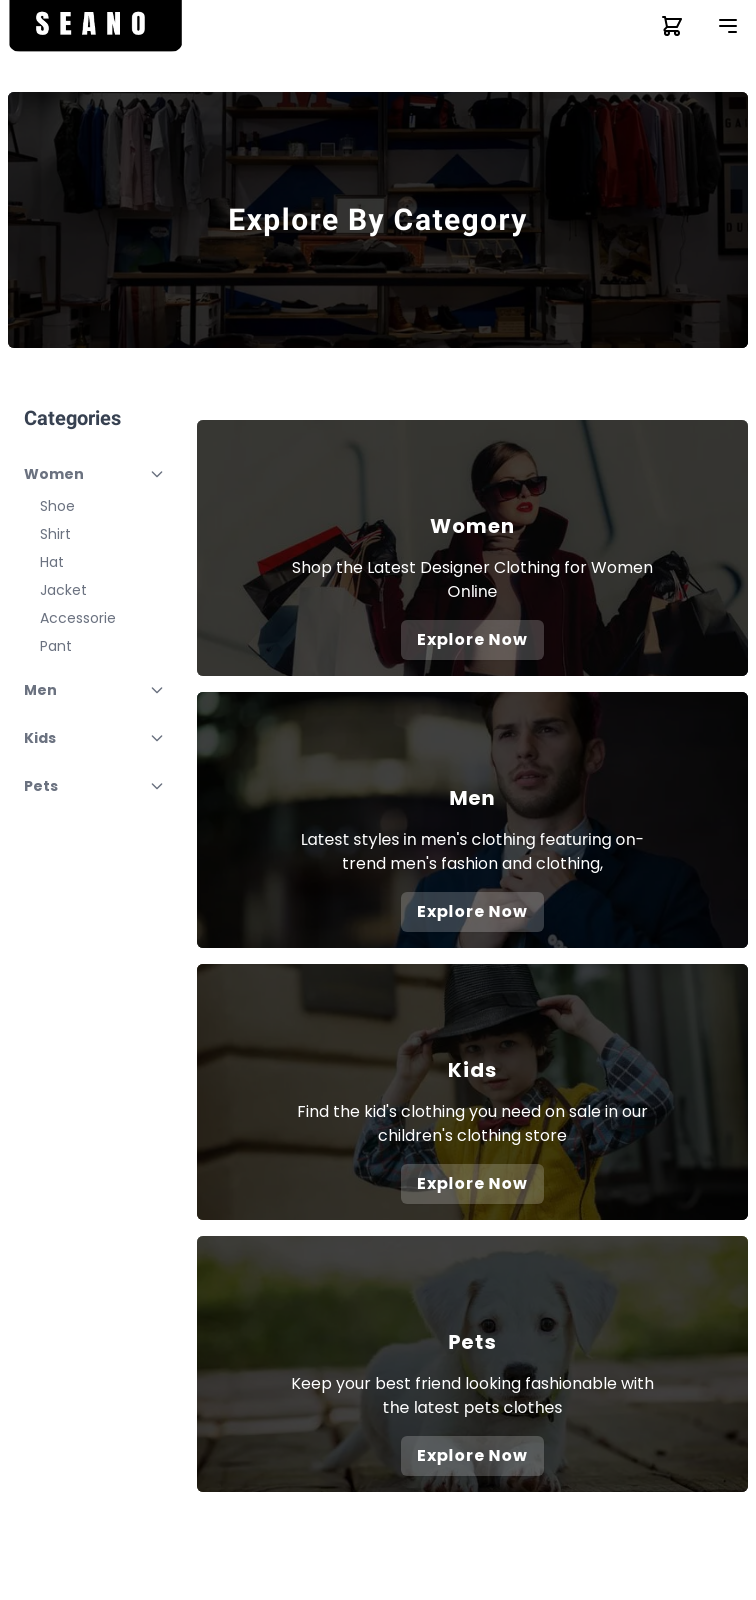 SEANO
Explore By Category
Categories
Women
Shoe
Shirt
Hat
Jacket
Accessorie
Pant
Men
Kids
Pets
Women
Shop the Latest Designer Clothing for Women
Online
Explore Now
Men
Latest styles in men's clothing featuring on-
trend men's fashion and clothing,
Explore Now
Kids
Find the kid's clothing you need on sale in our
children's clothing store
Explore Now
Pets
Keep your best friend looking fashionable with
the latest pets clothes
Explore Now